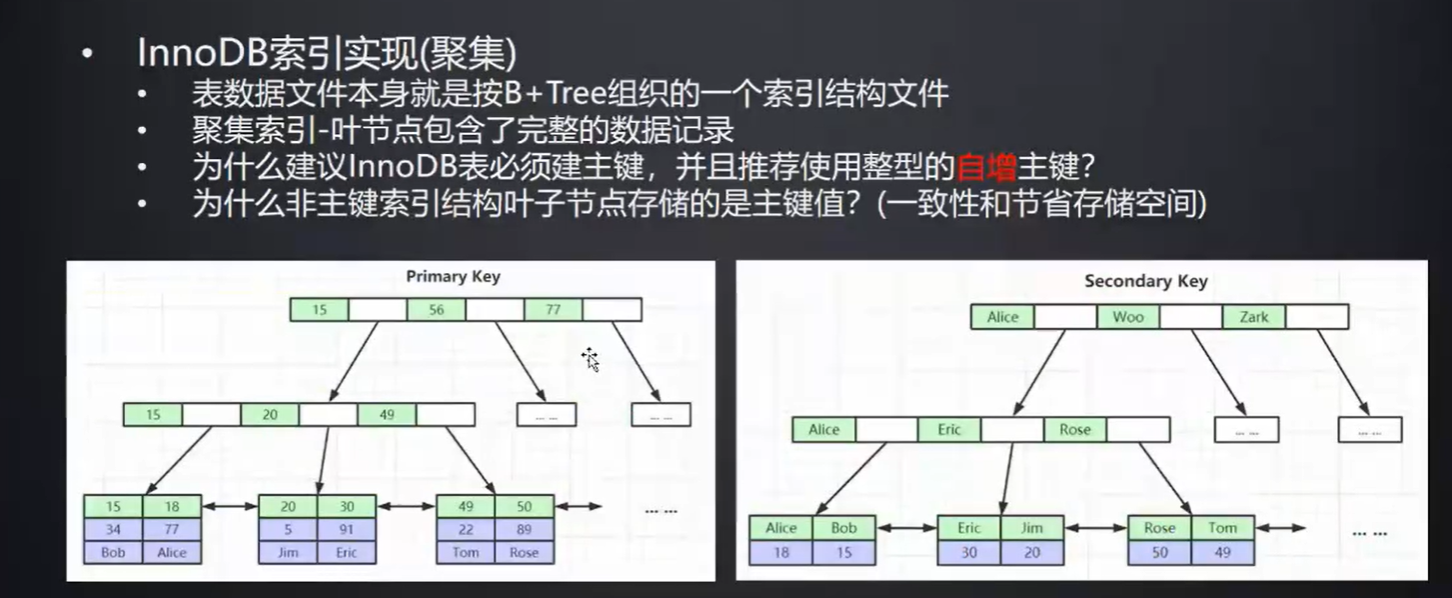 InnoDB索引实现(聚集)
表数据文件本身就是按B+Tree组织的一个索引结构文件
聚集索引-叶节点包含了完整的数据记录
为什么建议InnoDB表必须建主键，并且推荐使用整型的自增主键？
为什么非主键索引结构叶子节点存储的是主键值？(一致性和节省存储空间)
Primary Key
15 56 77
15 20 49 ... ... ... ...
15 18 20 30 49 50 ... ...
34 77 5 91 22 89
Bob Alice Jim Eric Tom Rose
Secondary Key
Alice Woo Zark
Alice Eric Rose ... ... ... ...
Alice Bob Eric Jim Rose Tom ... ...
18 15 30 20 50 49